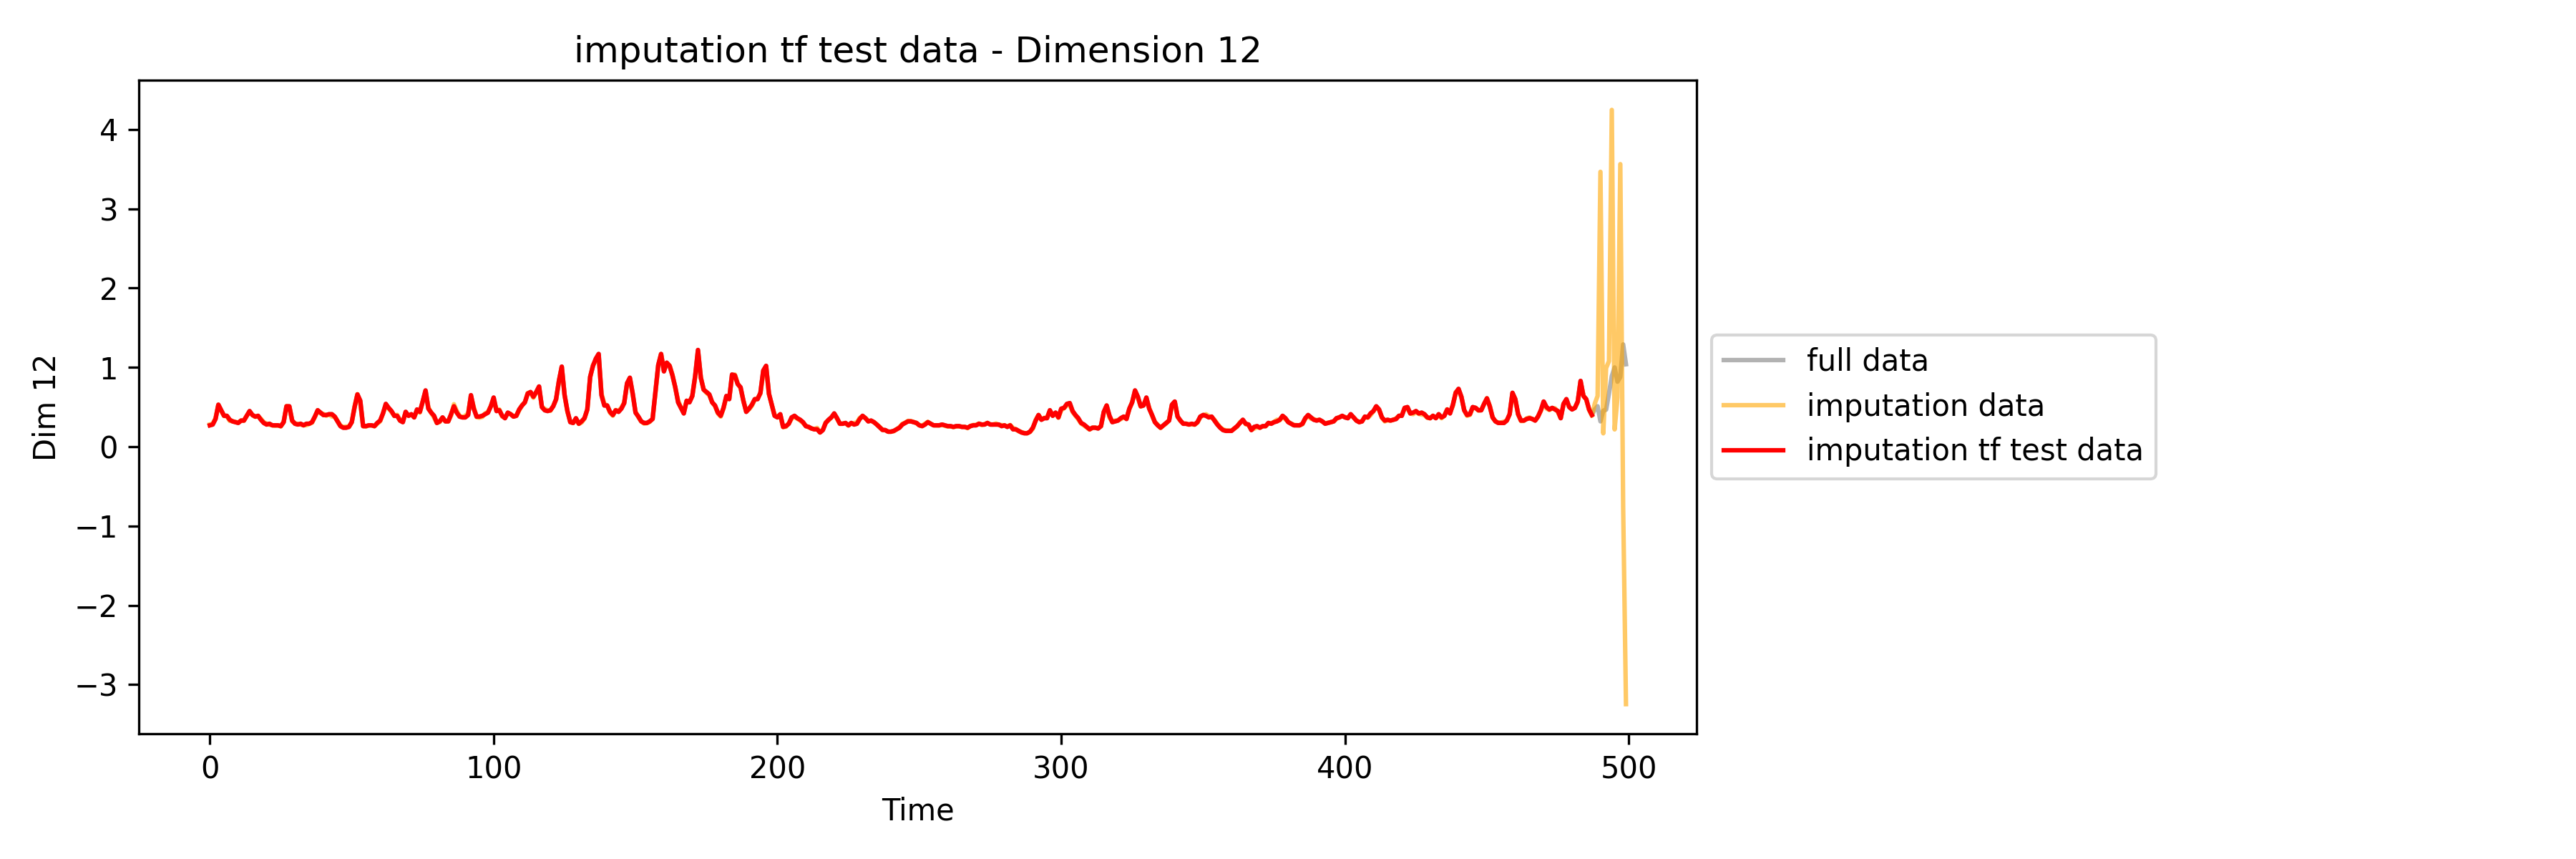 imputation tf test data - Dimension 12
4
3
2
1
0
−1
−2
−3
Dim 12
0 100 200 300 400 500
Time
full data
imputation data
imputation tf test data